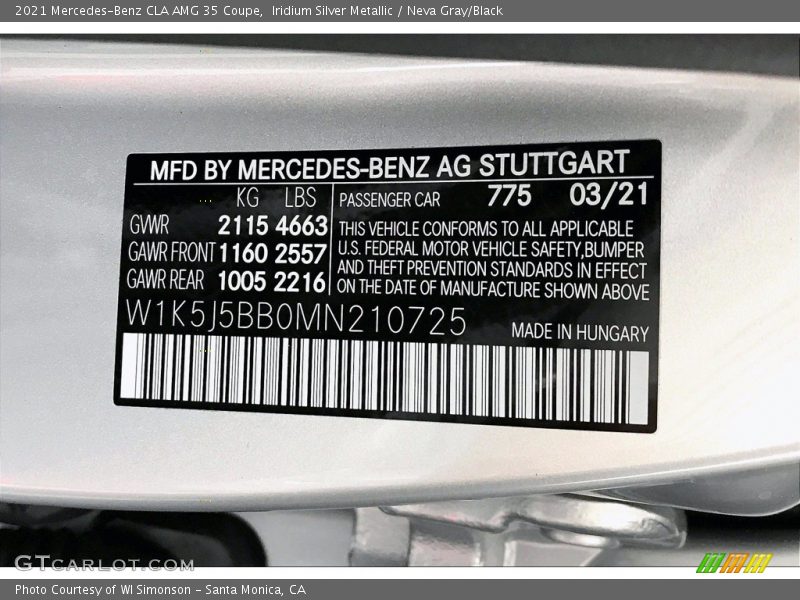 2021 Mercedes-Benz CLA AMG 35 Coupe,  Iridium Silver Metallic / Neva Gray/Black
MFD BY MERCEDES-BENZ AG STUTTGART
KG LBS
GVWR 2115 4663
GAWR FRONT 1160 2557
GAWR REAR 1005 2216
PASSENGER CAR 775 03/21
THIS VEHICLE CONFORMS TO ALL APPLICABLE
U.S. FEDERAL MOTOR VEHICLE SAFETY,BUMPER
AND THEFT PREVENTION STANDARDS IN EFFECT
ON THE DATE OF MANUFACTURE SHOWN ABOVE
W1K5J5BB0MN210725
MADE IN HUNGARY
GTCARLOT.COM
Photo Courtesy of WI Simonson - Santa Monica, CA